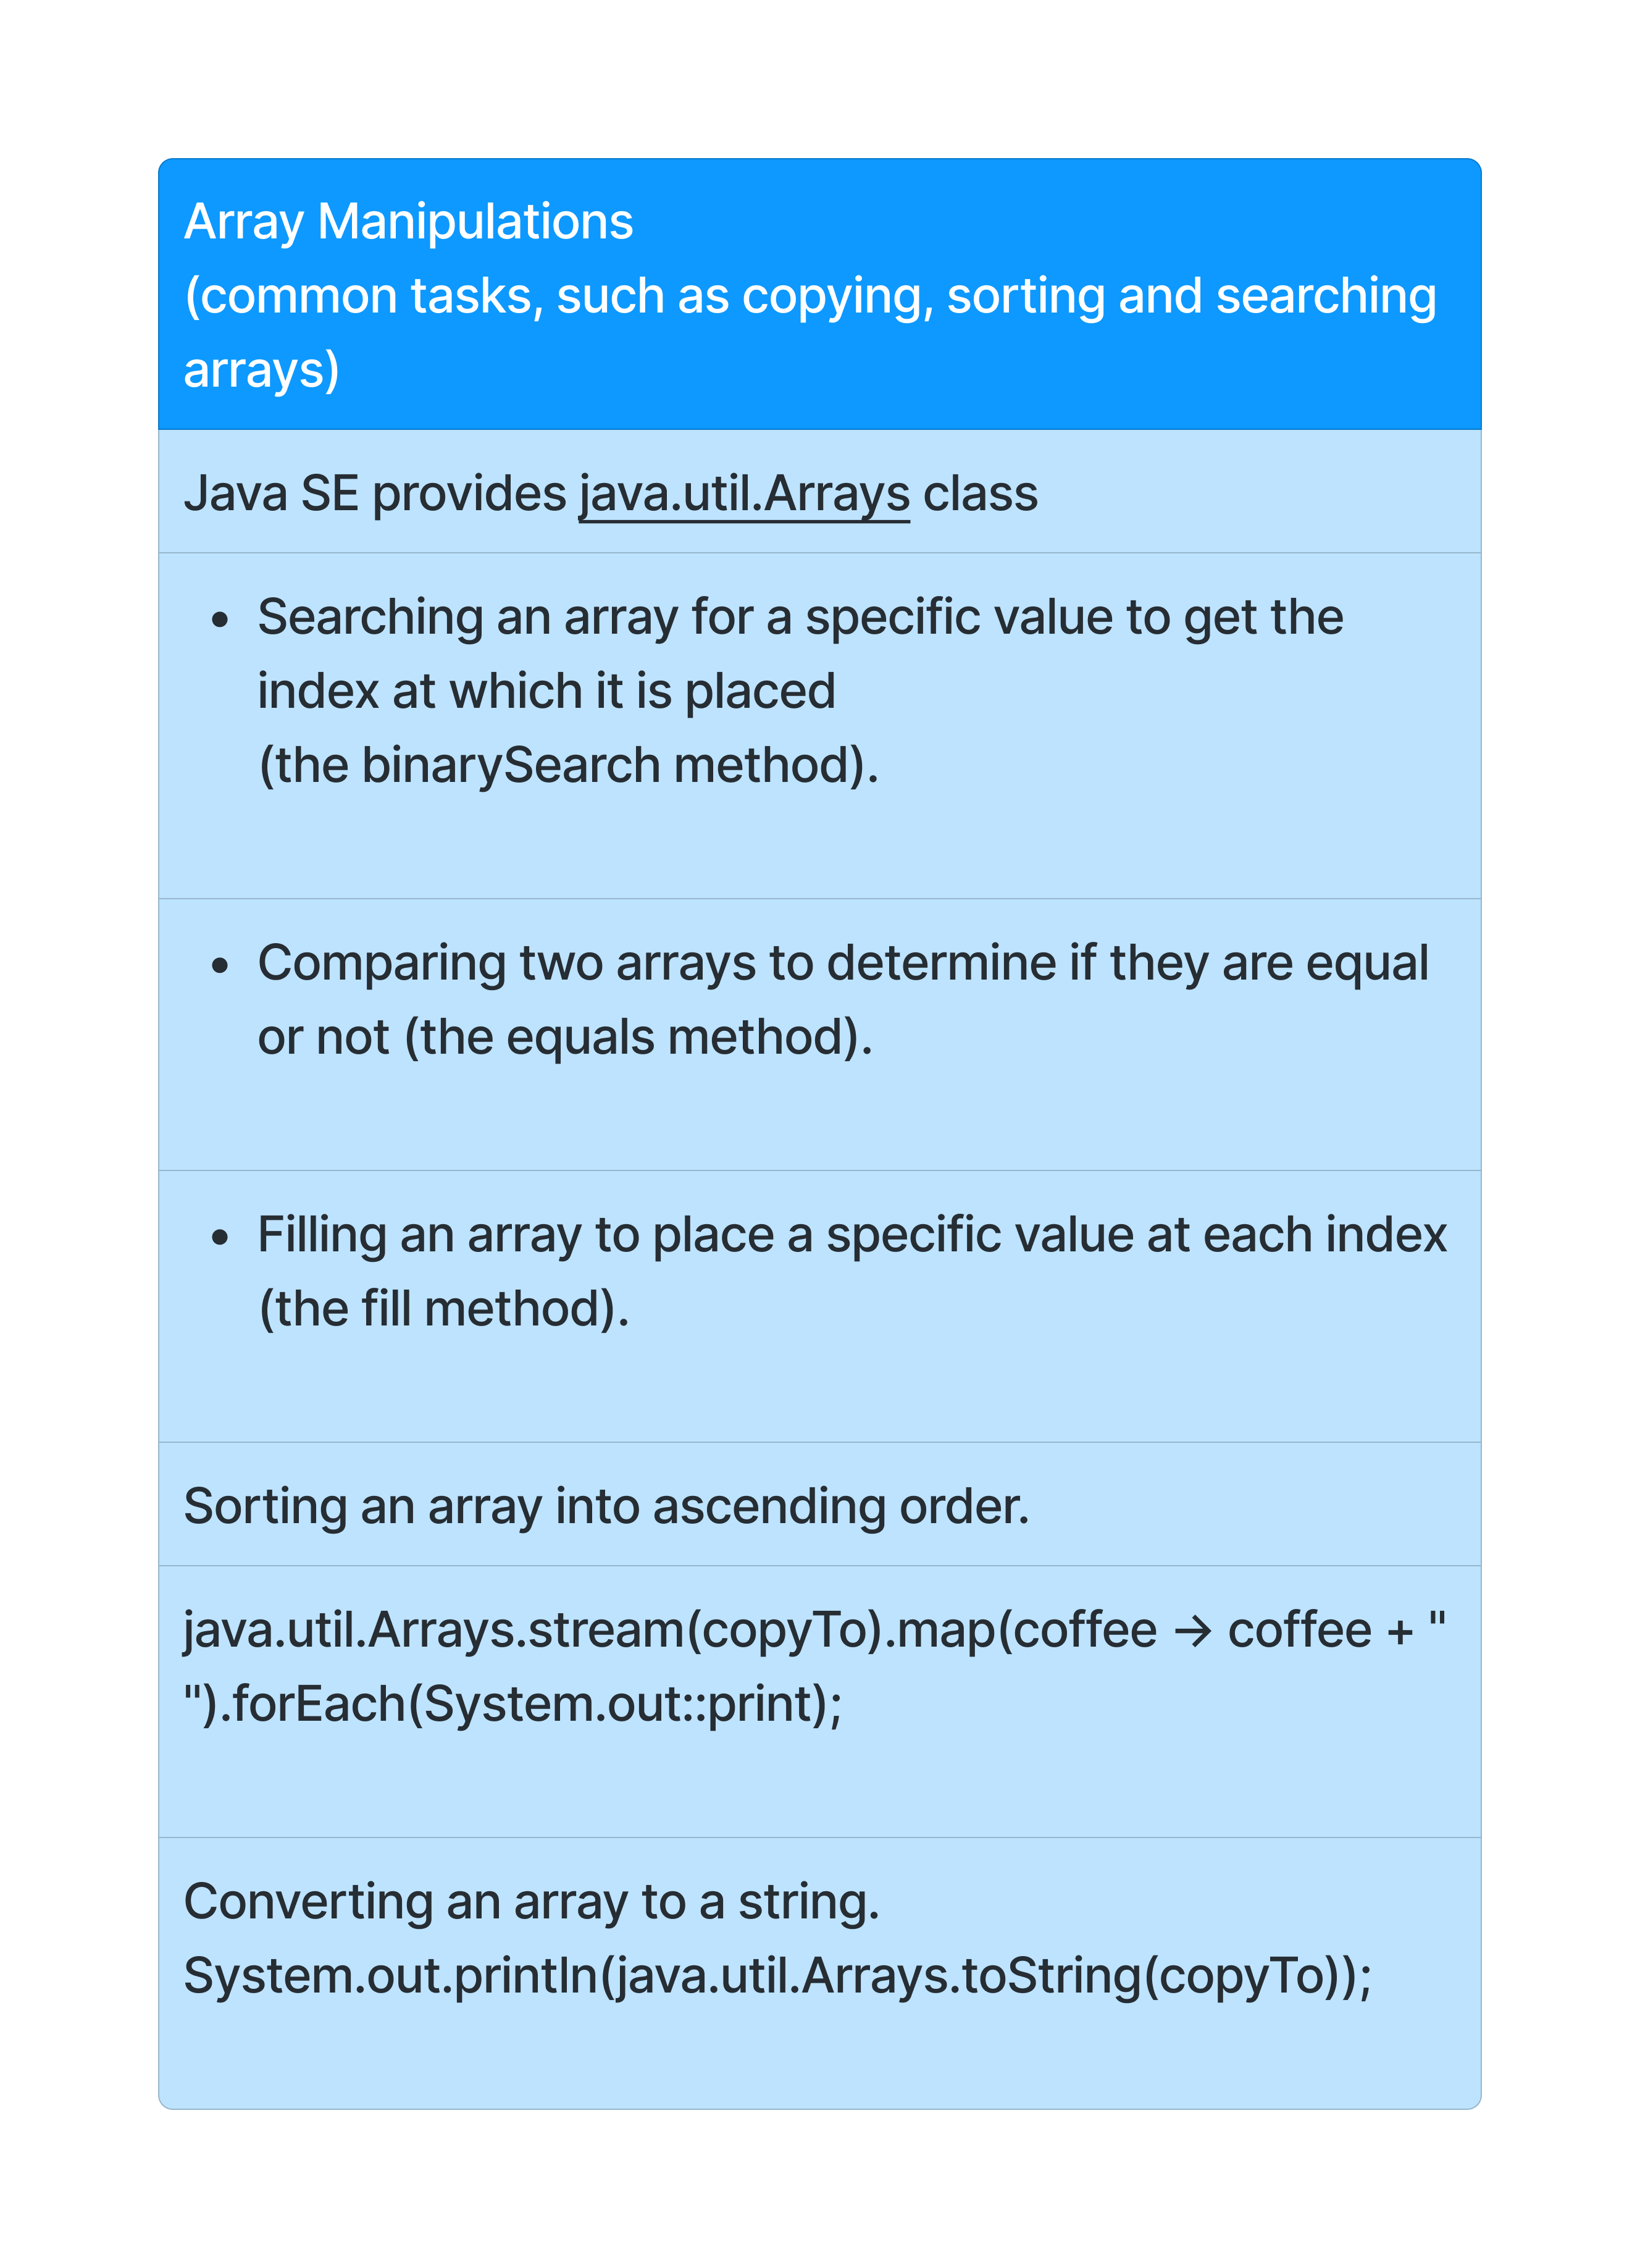 Array Manipulations
(common tasks, such as copying, sorting and searching
arrays)
Java SE provides java.util.Arrays class
• Searching an array for a specific value to get the
index at which it is placed
(the binarySearch method).
• Comparing two arrays to determine if they are equal
or not (the equals method).
• Filling an array to place a specific value at each index
(the fill method).
Sorting an array into ascending order.
java.util.Arrays.stream(copyTo).map(coffee → coffee + "
").forEach(System.out::print);
Converting an array to a string.
System.out.println(java.util.Arrays.toString(copyTo));